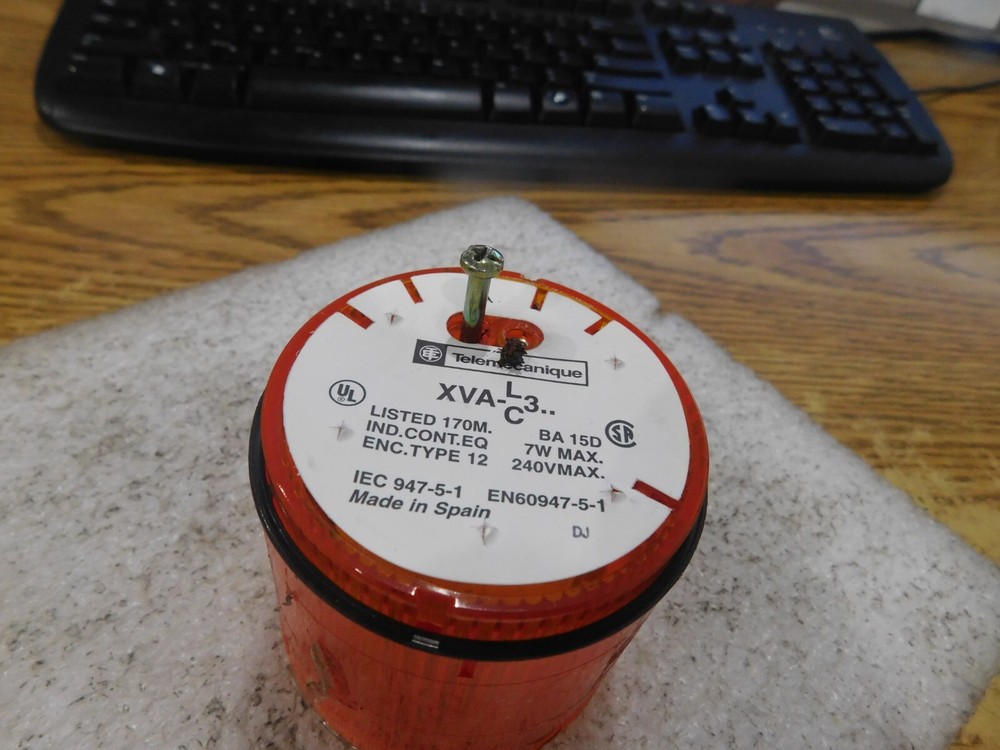 Telemecanique
XVA-L3..
C
UL
LISTED 170M.
IND.CONT.EQ
ENC.TYPE 12
BA 15D
7W MAX.
240VMAX.
IEC 947-5-1 EN60947-5-1
Made in Spain
DJ